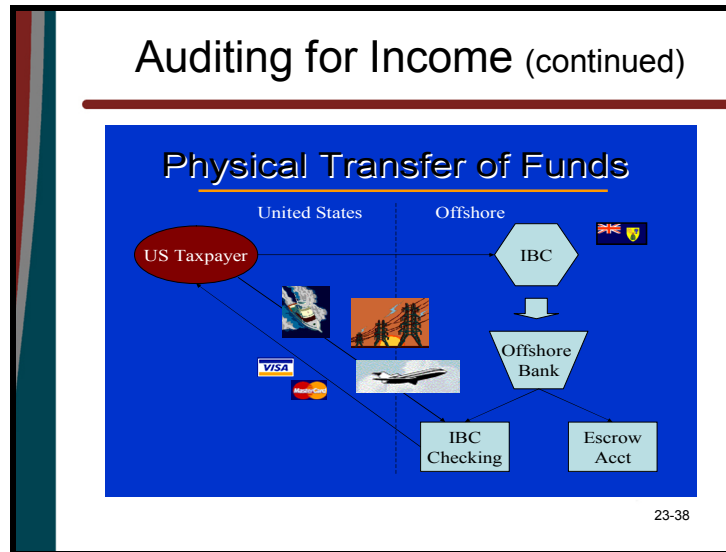 Auditing for Income (continued)
Physical Transfer of Funds
United States
Offshore
US Taxpayer
IBC
Offshore
Bank
VISA
MasterCard
IBC
Checking
Escrow
Acct
23-38